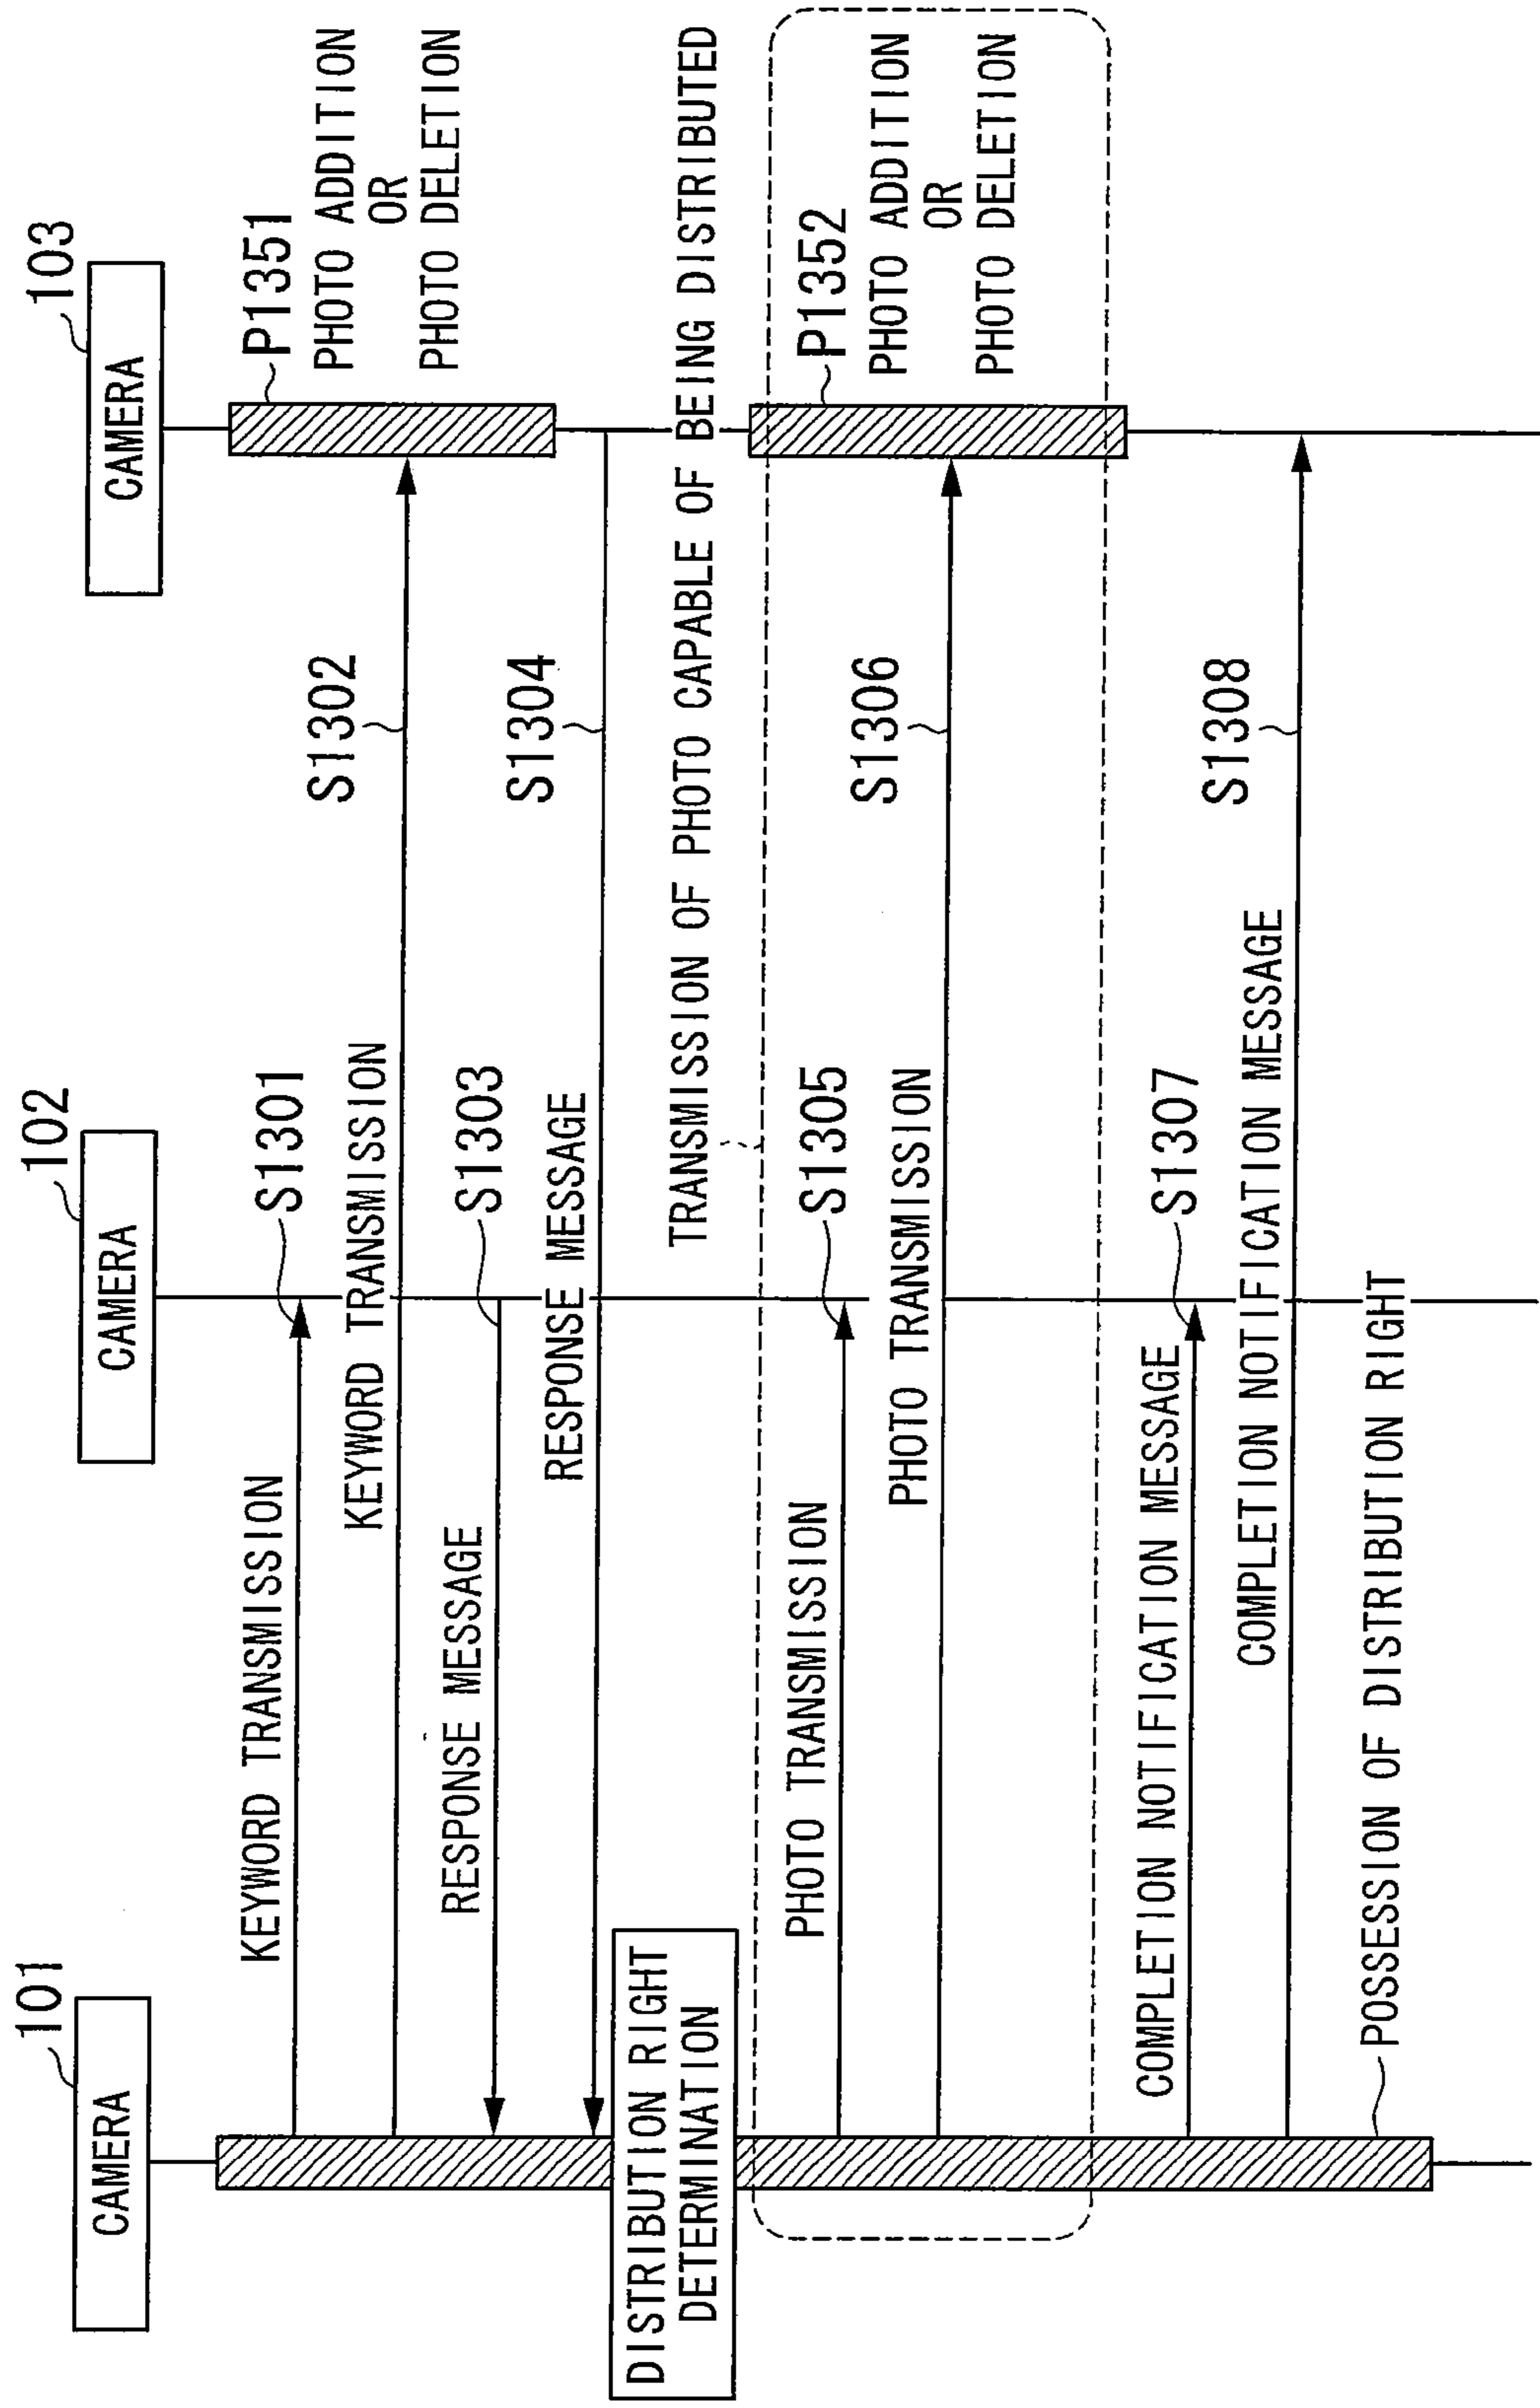 101
102
103
CAMERA
CAMERA
CAMERA
P1351
PHOTO ADDITION
OR
PHOTO DELETION
KEYWORD TRANSMISSION
S1301
KEYWORD TRANSMISSION
S1302
RESPONSE MESSAGE
S1303
RESPONSE MESSAGE
S1304
DISTRIBUTION RIGHT
DETERMINATION
TRANSMISSION OF PHOTO CAPABLE OF BEING DISTRIBUTED
P1352
PHOTO ADDITION
OR
PHOTO DELETION
PHOTO TRANSMISSION
S1305
PHOTO TRANSMISSION
S1306
COMPLETION NOTIFICATION MESSAGE
S1307
COMPLETION NOTIFICATION MESSAGE
S1308
POSSESSION OF DISTRIBUTION RIGHT